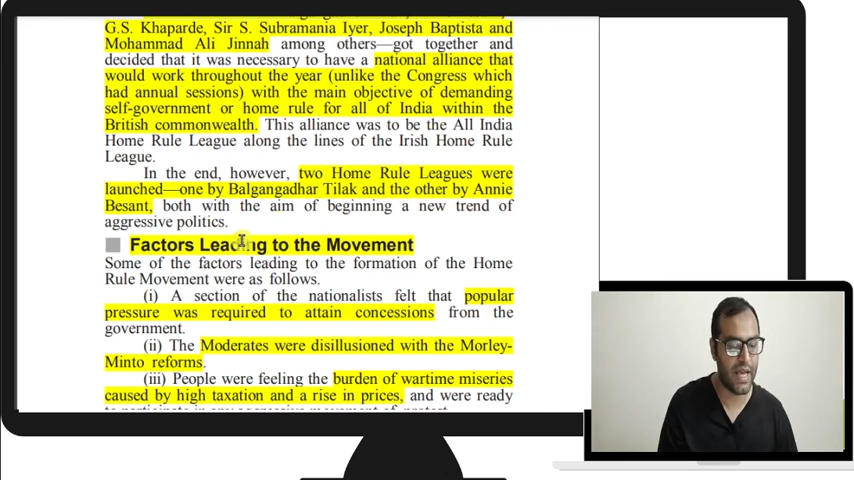 G.S. Khaparde, Sir S. Subramania Iyer, Joseph Baptista and
Mohammad Ali Jinnah among others—got together and
decided that it was necessary to have a national alliance that
would work throughout the year (unlike the Congress which
had annual sessions) with the main objective of demanding
self-government or home rule for all of India within the
British commonwealth. This alliance was to be the All India
Home Rule League along the lines of the Irish Home Rule
League.
In the end, however, two Home Rule Leagues were
launched—one by Balgangadhar Tilak and the other by Annie
Besant, both with the aim of beginning a new trend of
aggressive politics.
Factors Leading to the Movement
Some of the factors leading to the formation of the Home
Rule Movement were as follows.
(i) A section of the nationalists felt that popular
pressure was required to attain concessions from the
government.
(ii) The Moderates were disillusioned with the Morley-
Minto reforms.
(iii) People were feeling the burden of wartime miseries
caused by high taxation and a rise in prices, and were ready